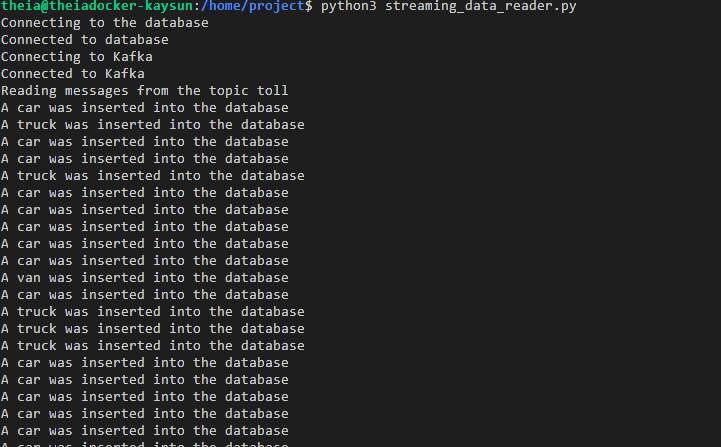 theia@theiadocker-kaysun:/home/project$ python3 streaming_data_reader.py
Connecting to the database
Connected to database
Connecting to Kafka
Connected to Kafka
Reading messages from the topic toll
A car was inserted into the database
A truck was inserted into the database
A car was inserted into the database
A car was inserted into the database
A truck was inserted into the database
A car was inserted into the database
A car was inserted into the database
A car was inserted into the database
A car was inserted into the database
A car was inserted into the database
A van was inserted into the database
A car was inserted into the database
A truck was inserted into the database
A truck was inserted into the database
A truck was inserted into the database
A car was inserted into the database
A car was inserted into the database
A car was inserted into the database
A car was inserted into the database
A car was inserted into the database
A car was inserted into the database